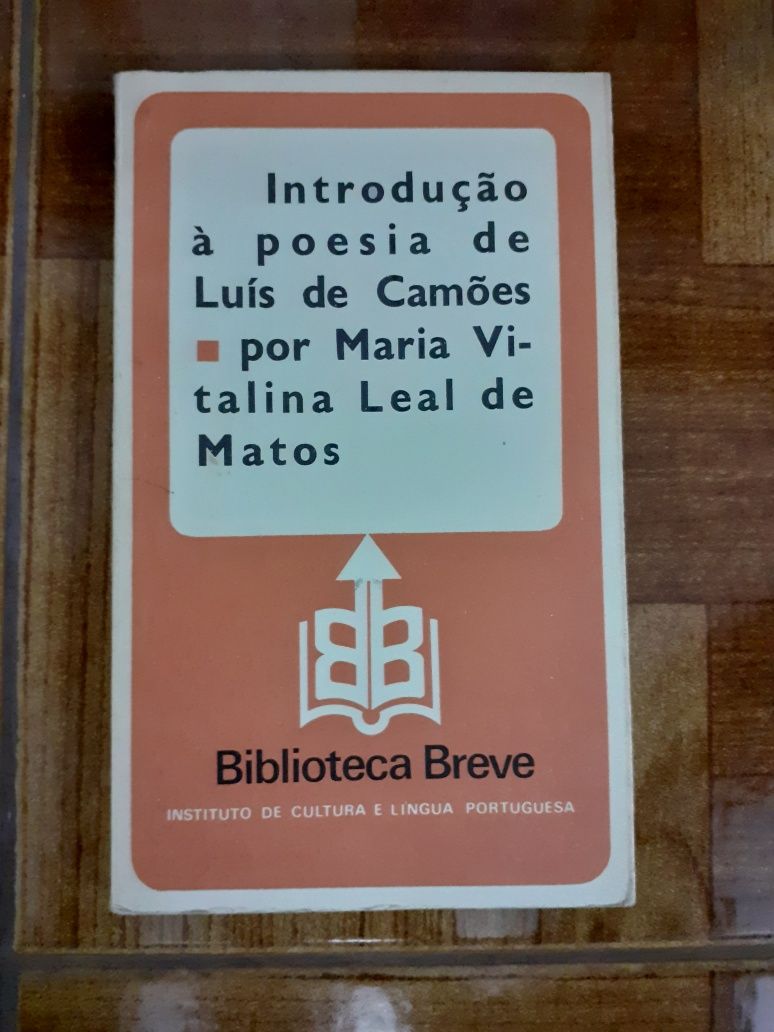 Introdução
à poesia de
Luís de Camões
▪ por Maria Vi-
talina Leal de
Matos
BB
Biblioteca Breve
INSTITUTO DE CULTURA E LÍNGUA PORTUGUESA